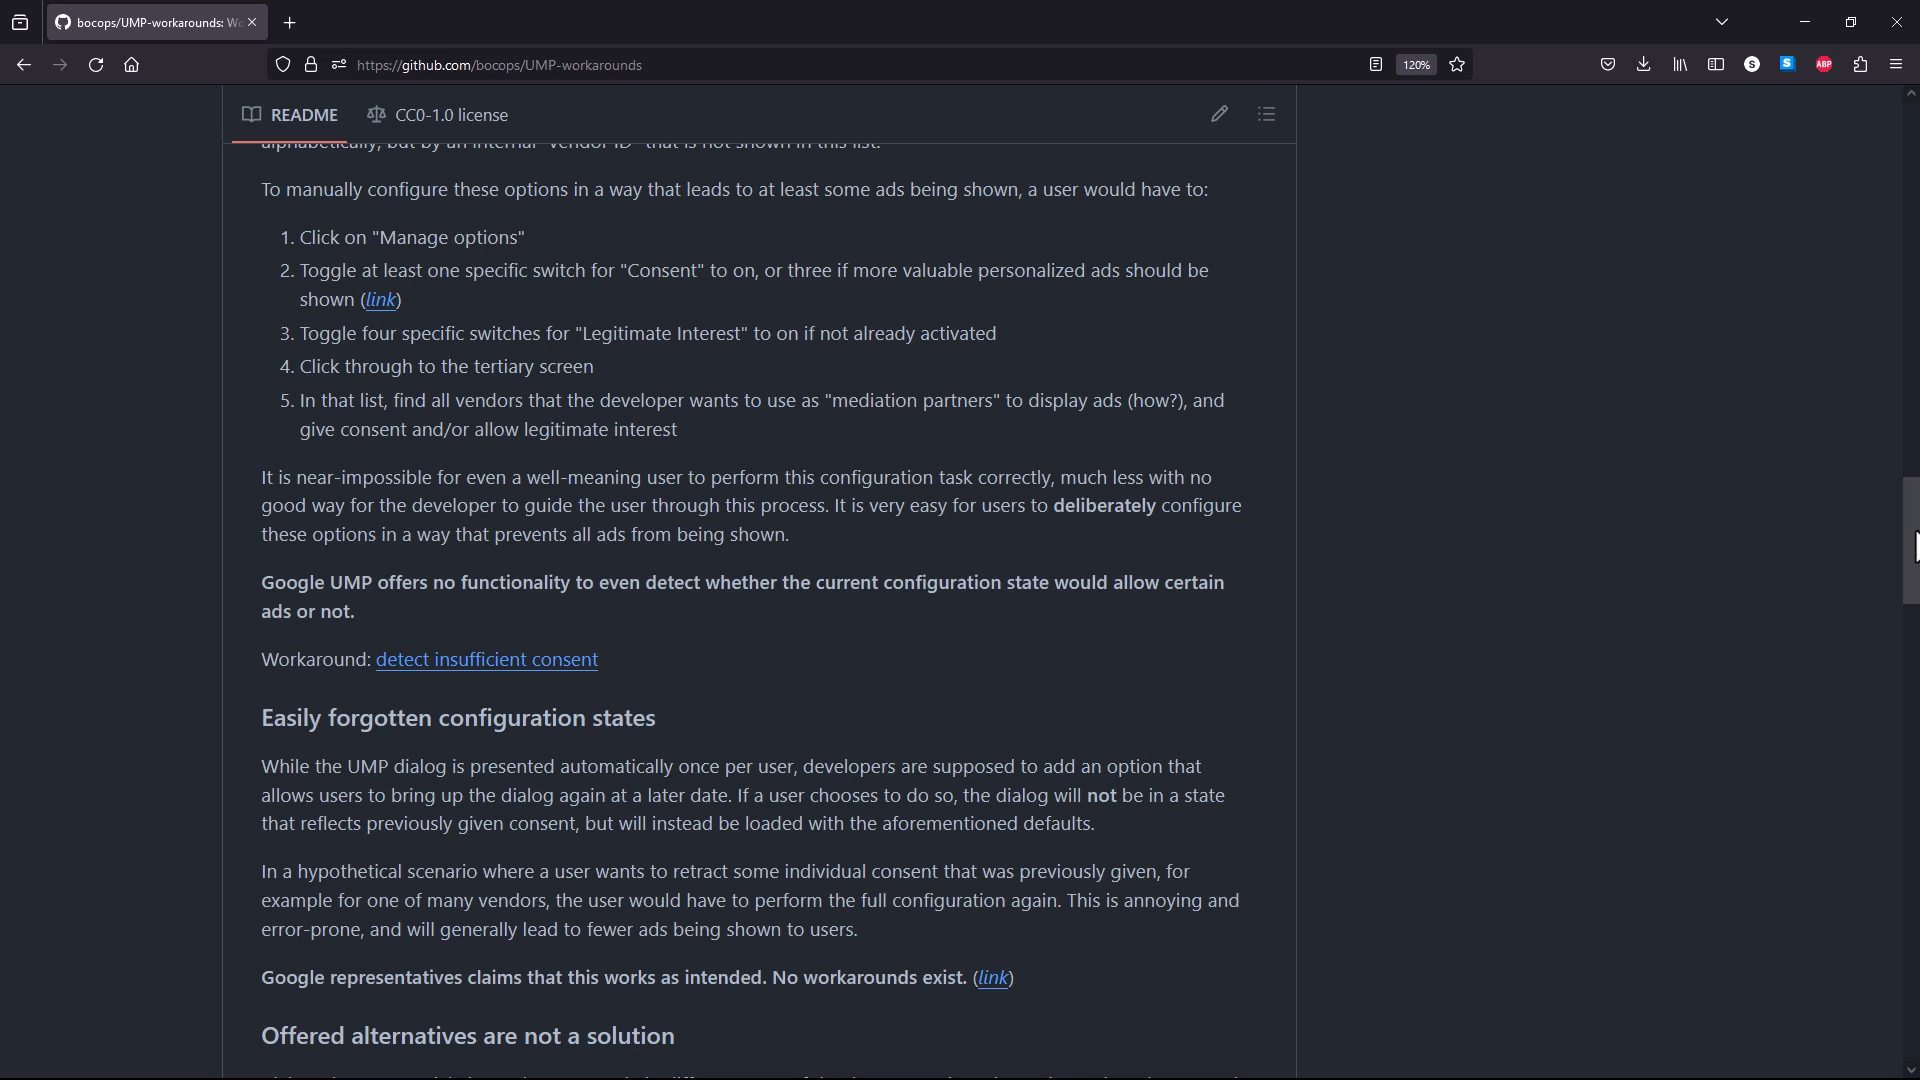 bocops/UMP-workarounds: Wo
https://github.com/bocops/UMP-workarounds
120%
README
CC0-1.0 license
alphabetically, but by an internal "vendor ID" that is not shown in this list.
To manually configure these options in a way that leads to at least some ads being shown, a user would have to:
1. Click on "Manage options"
2. Toggle at least one specific switch for "Consent" to on, or three if more valuable personalized ads should be
shown (link)
3. Toggle four specific switches for "Legitimate Interest" to on if not already activated
4. Click through to the tertiary screen
5. In that list, find all vendors that the developer wants to use as "mediation partners" to display ads (how?), and
give consent and/or allow legitimate interest
It is near-impossible for even a well-meaning user to perform this configuration task correctly, much less with no
good way for the developer to guide the user through this process. It is very easy for users to deliberately configure
these options in a way that prevents all ads from being shown.
Google UMP offers no functionality to even detect whether the current configuration state would allow certain
ads or not.
Workaround: detect insufficient consent
Easily forgotten configuration states
While the UMP dialog is presented automatically once per user, developers are supposed to add an option that
allows users to bring up the dialog again at a later date. If a user chooses to do so, the dialog will not be in a state
that reflects previously given consent, but will instead be loaded with the aforementioned defaults.
In a hypothetical scenario where a user wants to retract some individual consent that was previously given, for
example for one of many vendors, the user would have to perform the full configuration again. This is annoying and
error-prone, and will generally lead to fewer ads being shown to users.
Google representatives claims that this works as intended. No workarounds exist. (link)
Offered alternatives are not a solution